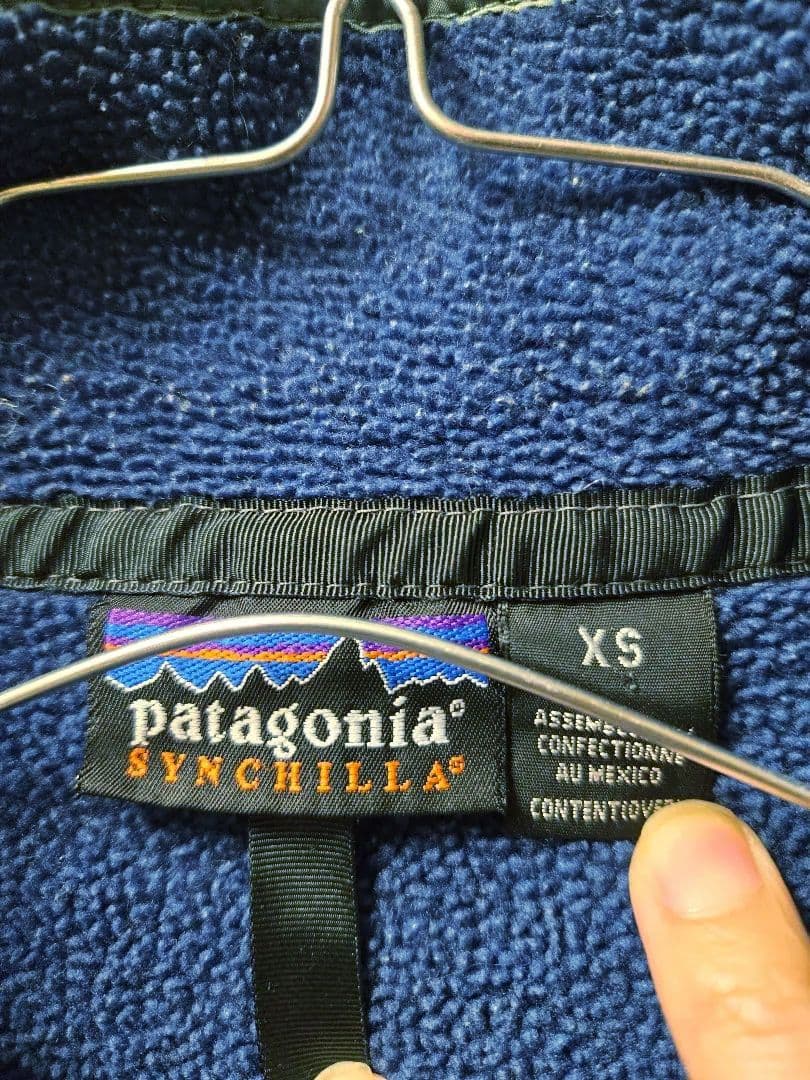 patagonia®
SYNCHILLA®
XS
CONFECTIONNE
AU MEXICO